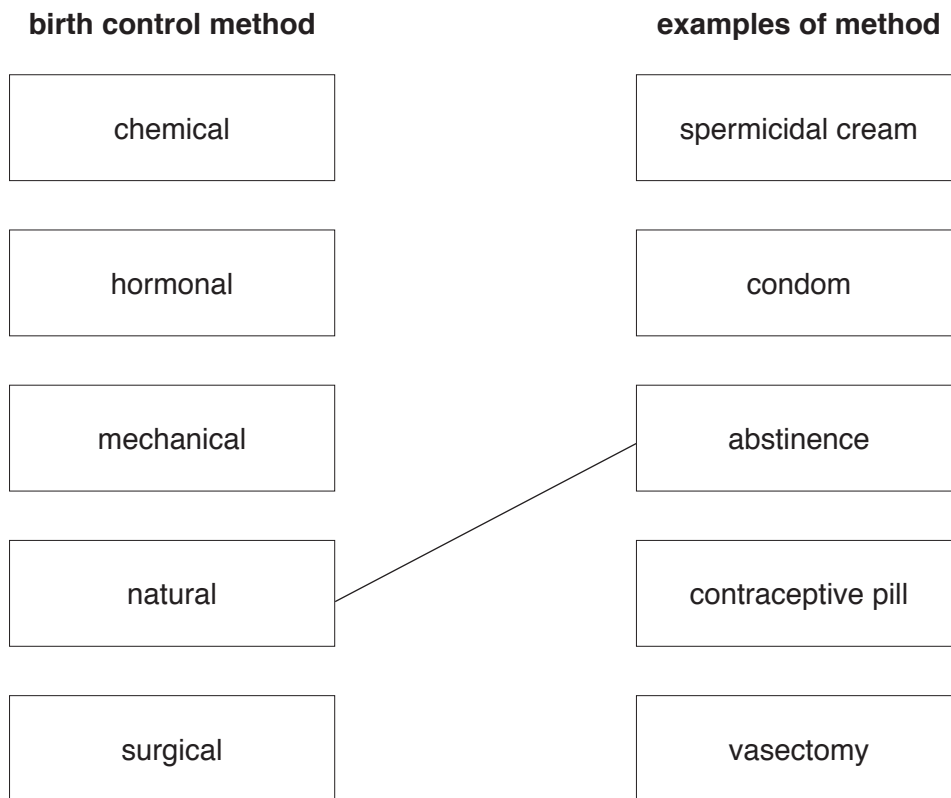 birth control method
examples of method
chemical
spermicidal cream
hormonal
condom
mechanical
abstinence
natural
contraceptive pill
surgical
vasectomy